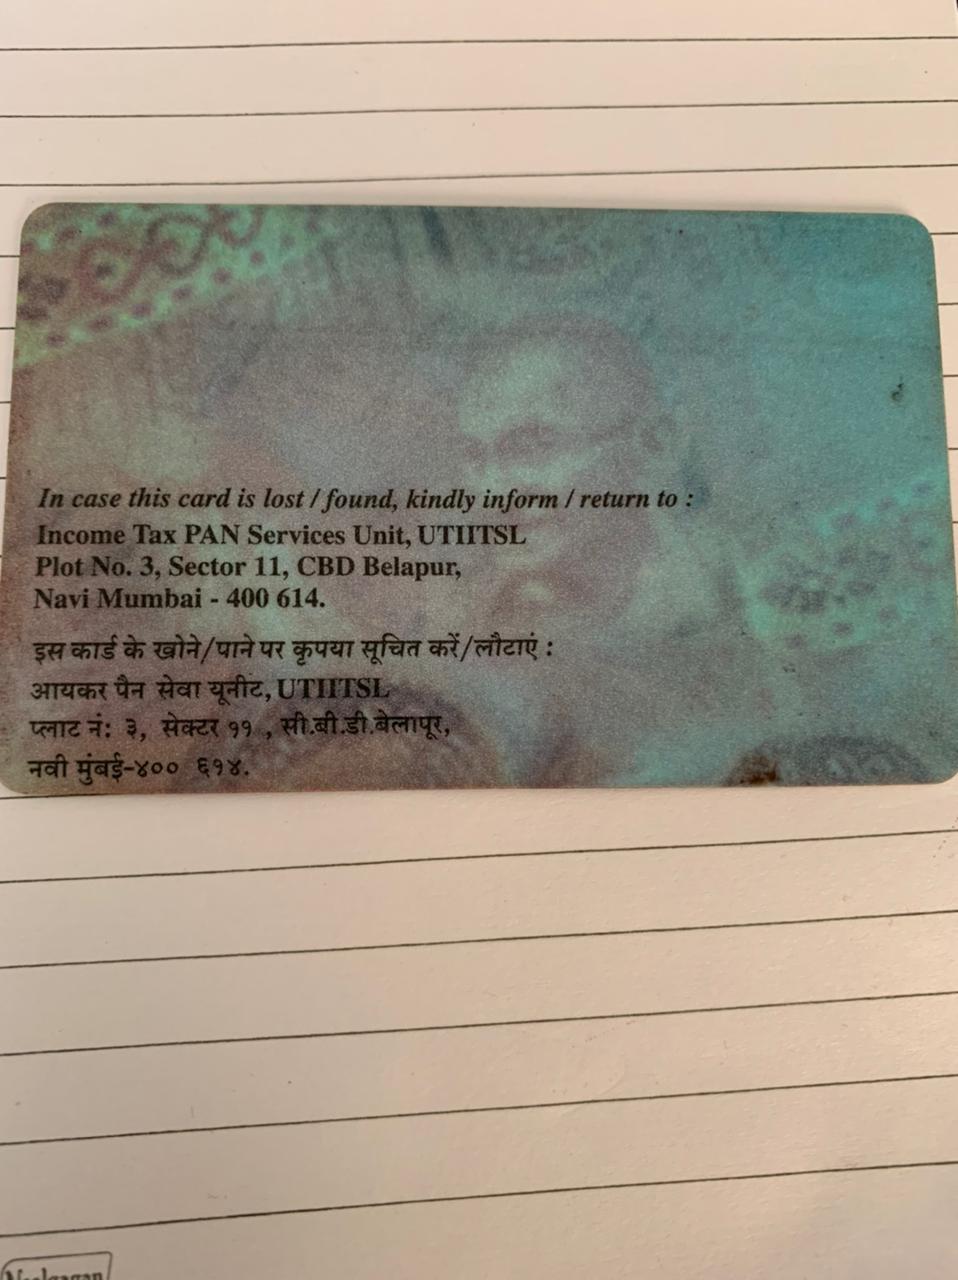 In case this card is lost / found, kindly inform / return to :
Income Tax PAN Services Unit, UTIITSL
Plot No. 3, Sector 11, CBD Belapur,
Navi Mumbai - 400 614.
इस कार्ड के खोने/पाने पर कृपया सूचित करें/लौटाएं :
आयकर पैन सेवा यूनीट, UTIITSL
प्लाट नं: ३, सेक्टर ११ , सी.बी.डी.बेलापूर,
नवी मुंबई-४०० ६१४.
Neelgagan